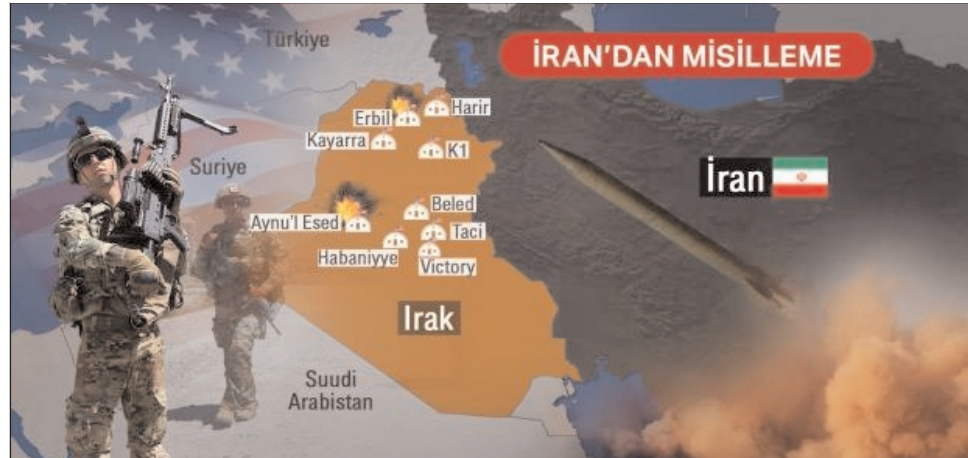 Türkiye
İRAN'DAN MİSİLLEME
Erbil
Harir
Kayarra
K1
Suriye
İran
Aynu'l Esed
Beled
Taci
Habaniyye
Victory
Irak
Suudi
Arabistan